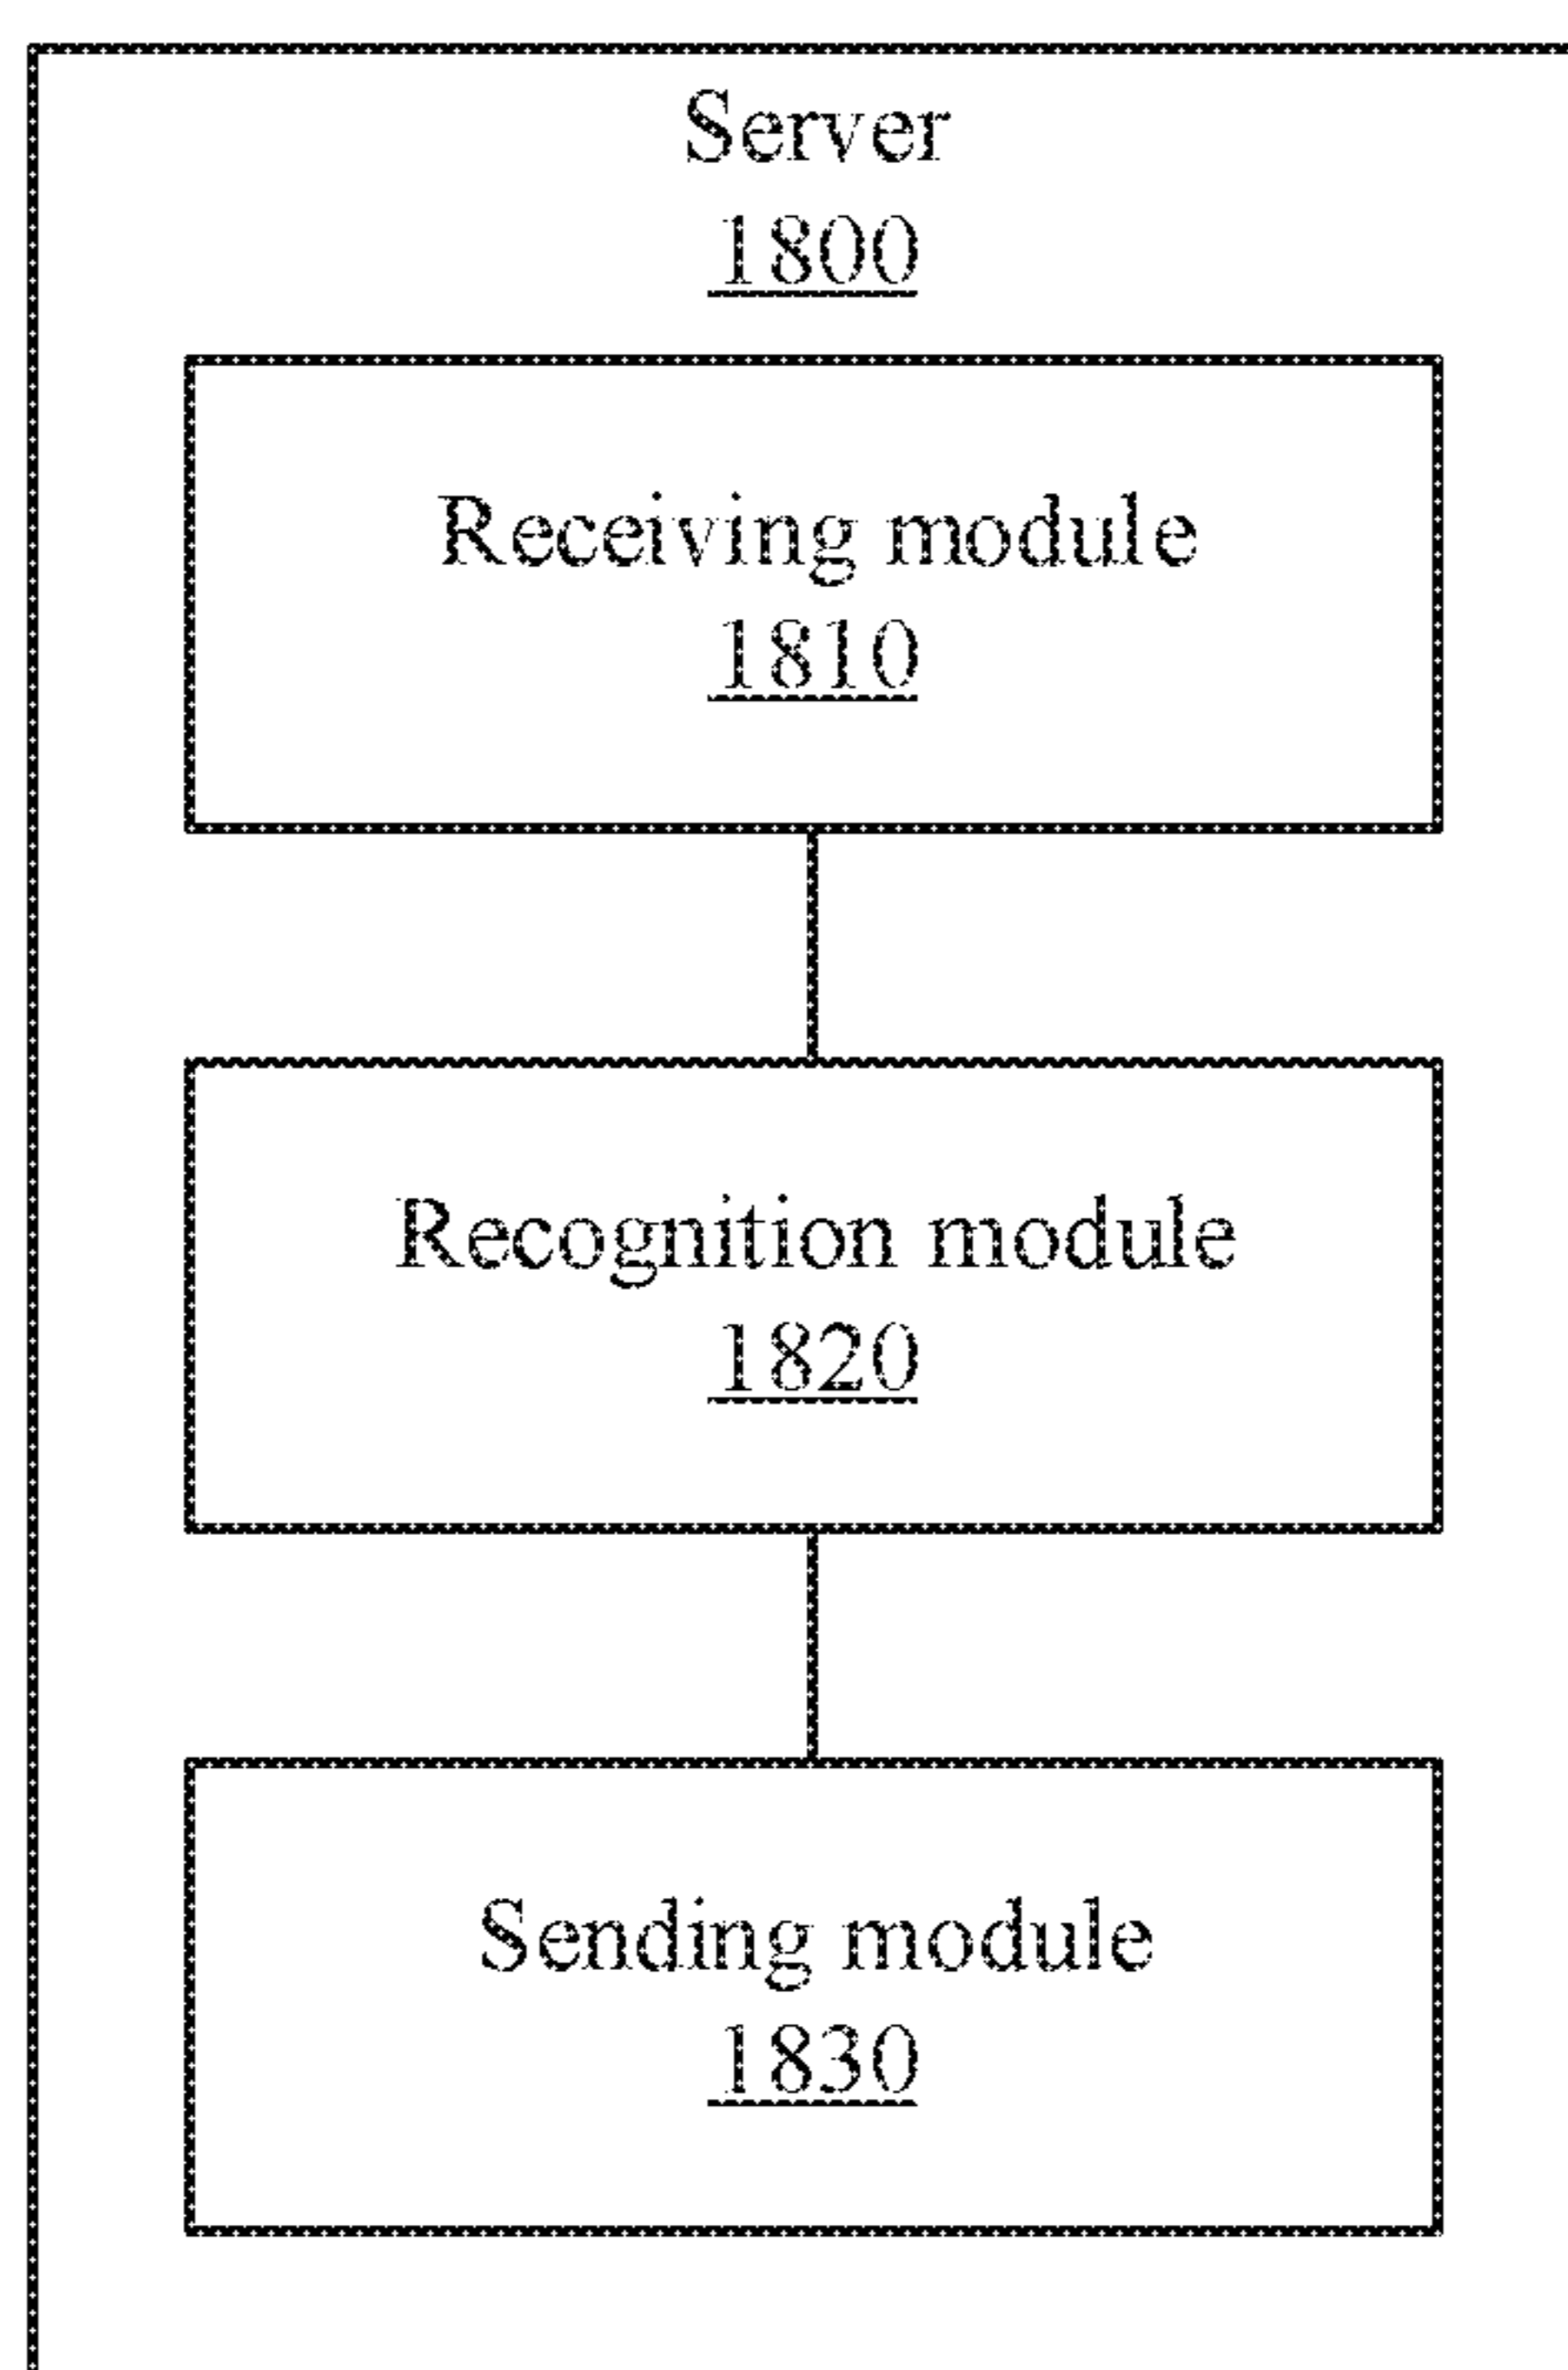 Server
1800
Receiving module
1810
Recognition module
1820
Sending module
1830